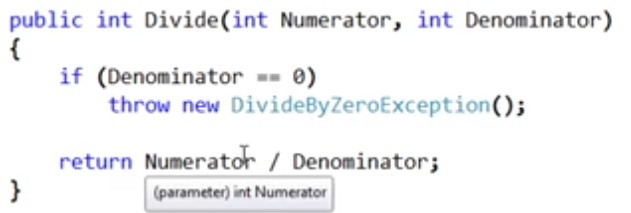 public int Divide(int Numerator, int Denominator)
{
    if (Denominator == 0)
        throw new DivideByZeroException();

    return Numerator / Denominator;
}
(parameter) int Numerator